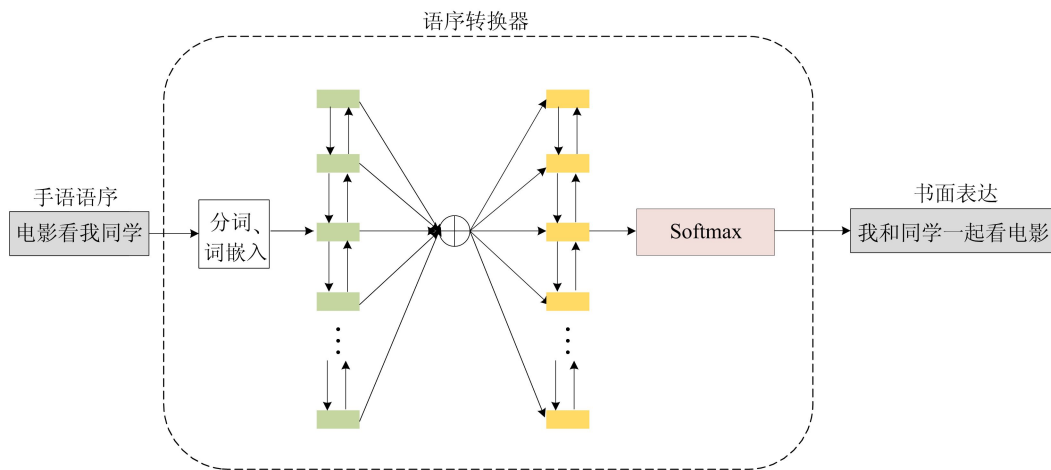 语序转换器
手语语序
电影看我同学
分词、
词嵌入
Softmax
书面表达
我和同学一起看电影